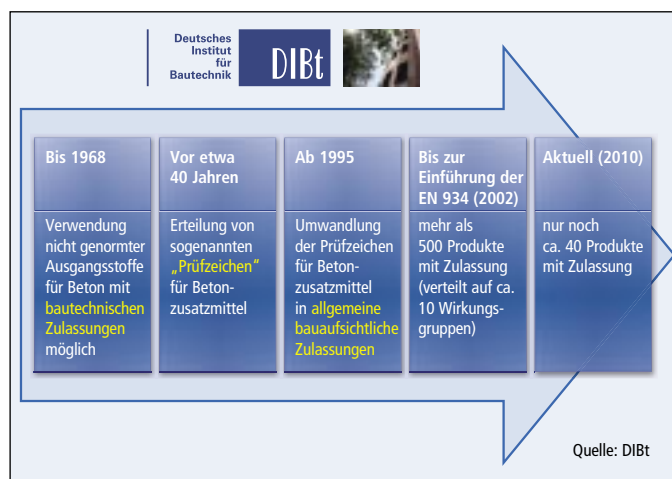 Deutsches
Institut
für
Bautechnik
DIBt
Bis 1968
Verwendung
nicht genormter
Ausgangsstoffe
für Beton mit
bautechnischen
Zulassungen
möglich
Vor etwa
40 Jahren
Erteilung von
sogenannten
„Prüfzeichen“
für Beton-
zusatzmittel
Ab 1995
Umwandlung
der Prüfzeichen
für Beton-
zusatzmittel
in allgemeine
bauaufsichtliche
Zulassungen
Bis zur
Einführung der
EN 934 (2002)
mehr als
500 Produkte
mit Zulassung
(verteilt auf ca.
10 Wirkungs-
gruppen)
Aktuell (2010)
nur noch
ca. 40 Produkte
mit Zulassung
Quelle: DIBt